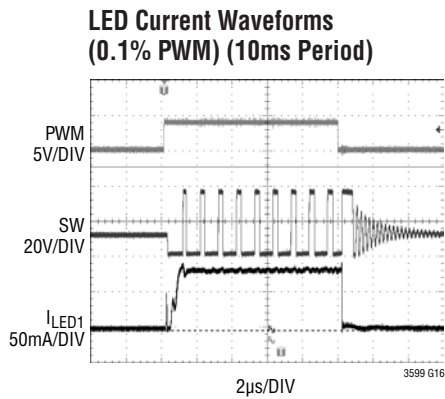 LED Current Waveforms
(0.1% PWM) (10ms Period)
PWM
5V/DIV
SW
20V/DIV
ILED1
50mA/DIV
2µs/DIV
3599 G16